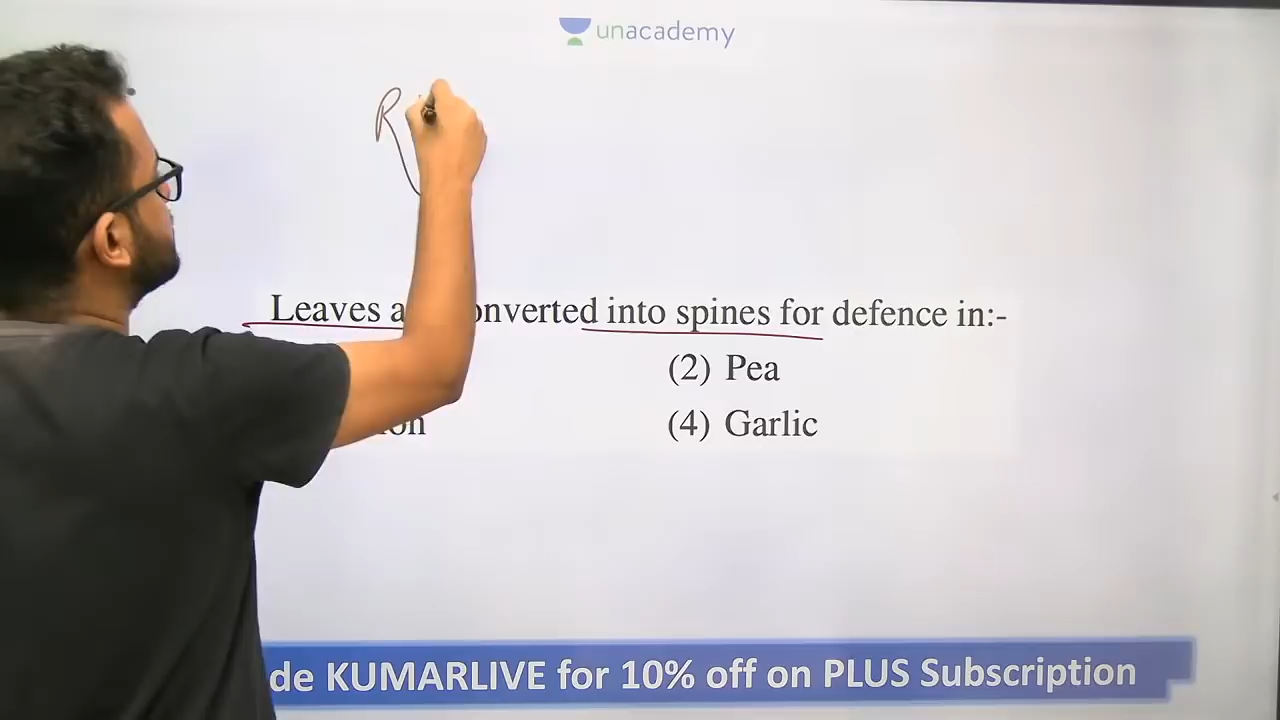 unacademy
R
Leaves a onverted into spines for defence in:-
(2) Pea
on (4) Garlic
de KUMARLIVE for 10% off on PLUS Subscription